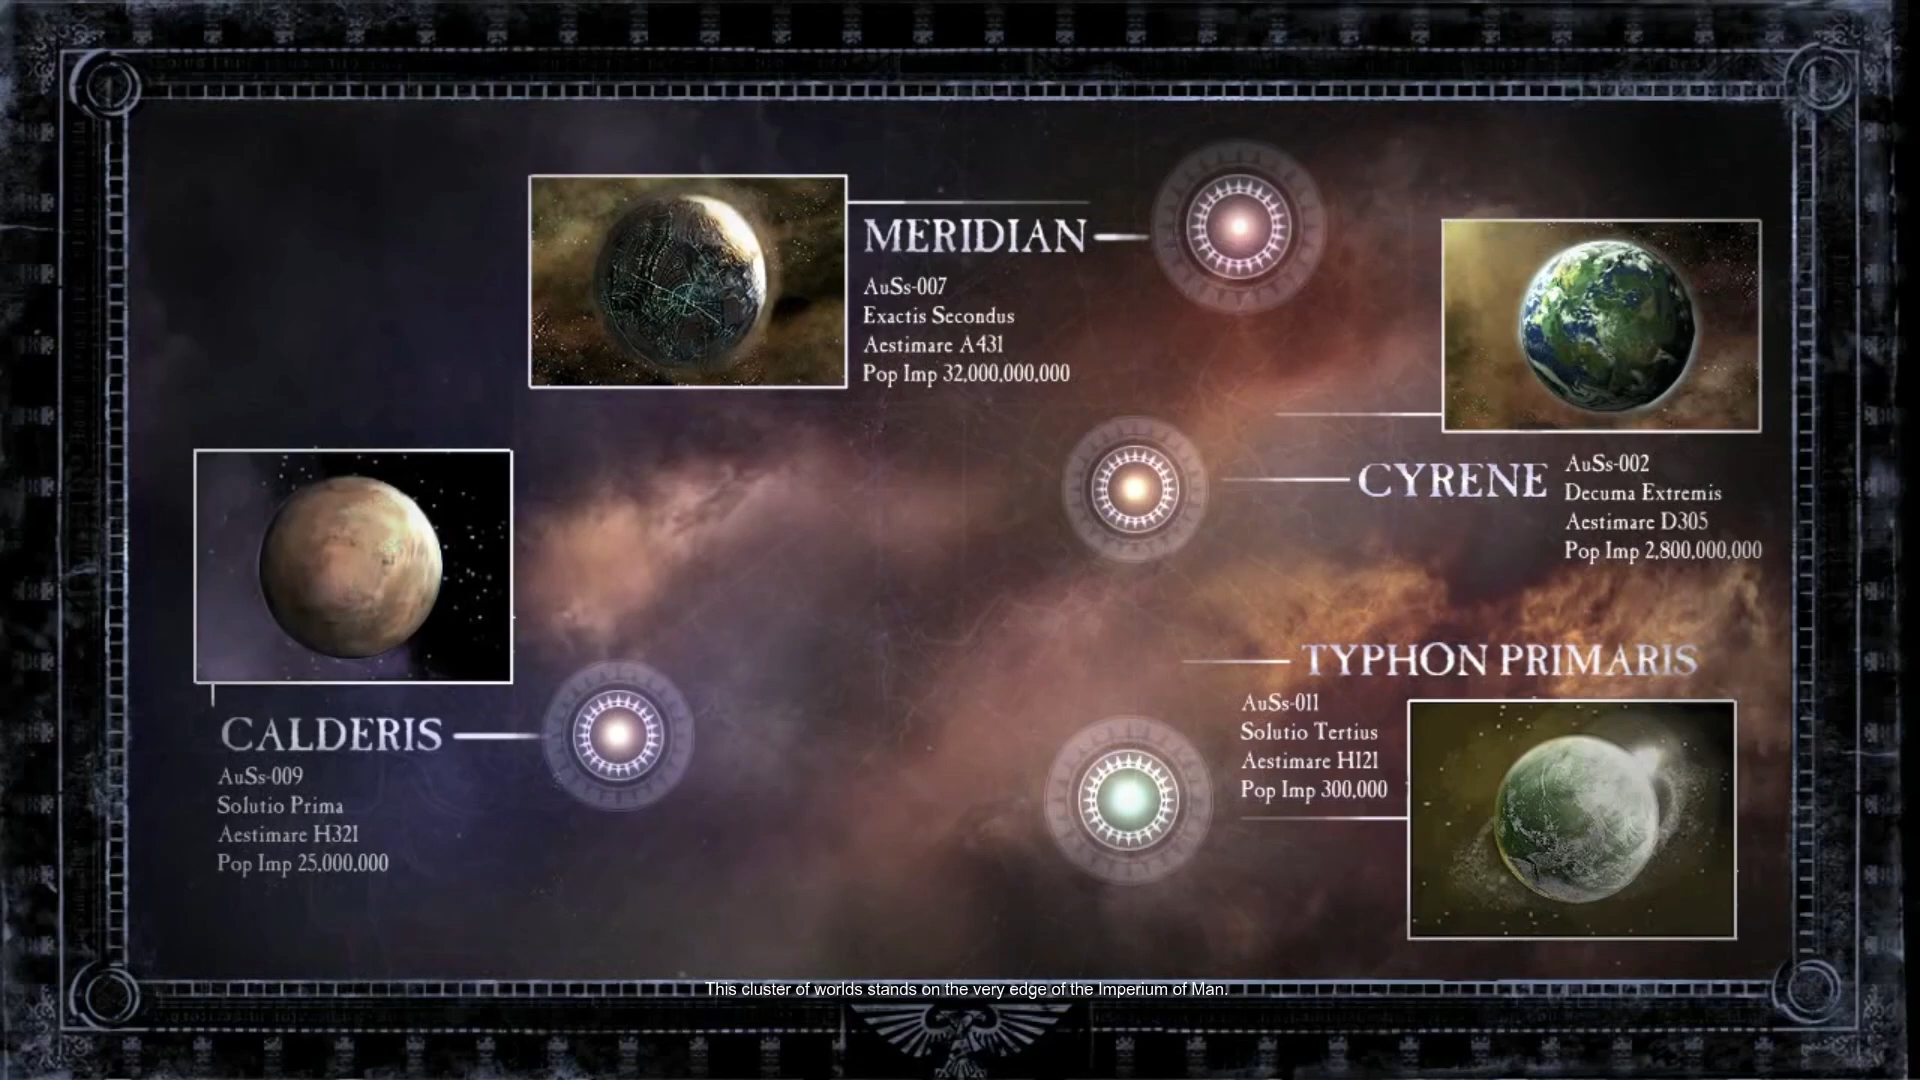 MERIDIAN
AuSs-007
Exactis Secondus
Aestimare A431
Pop Imp 32,000,000,000
CYRENE
AuSs-002
Decuma Extremis
Aestimare D305
Pop Imp 2,800,000,000
CALDERIS
AuSs-009
Solutio Prima
Aestimare H321
Pop Imp 25,000,000
TYPHON PRIMARIS
AuSs-011
Solutio Tertius
Aestimare H121
Pop Imp 300,000
This cluster of worlds stands on the very edge of the Imperium of Man.